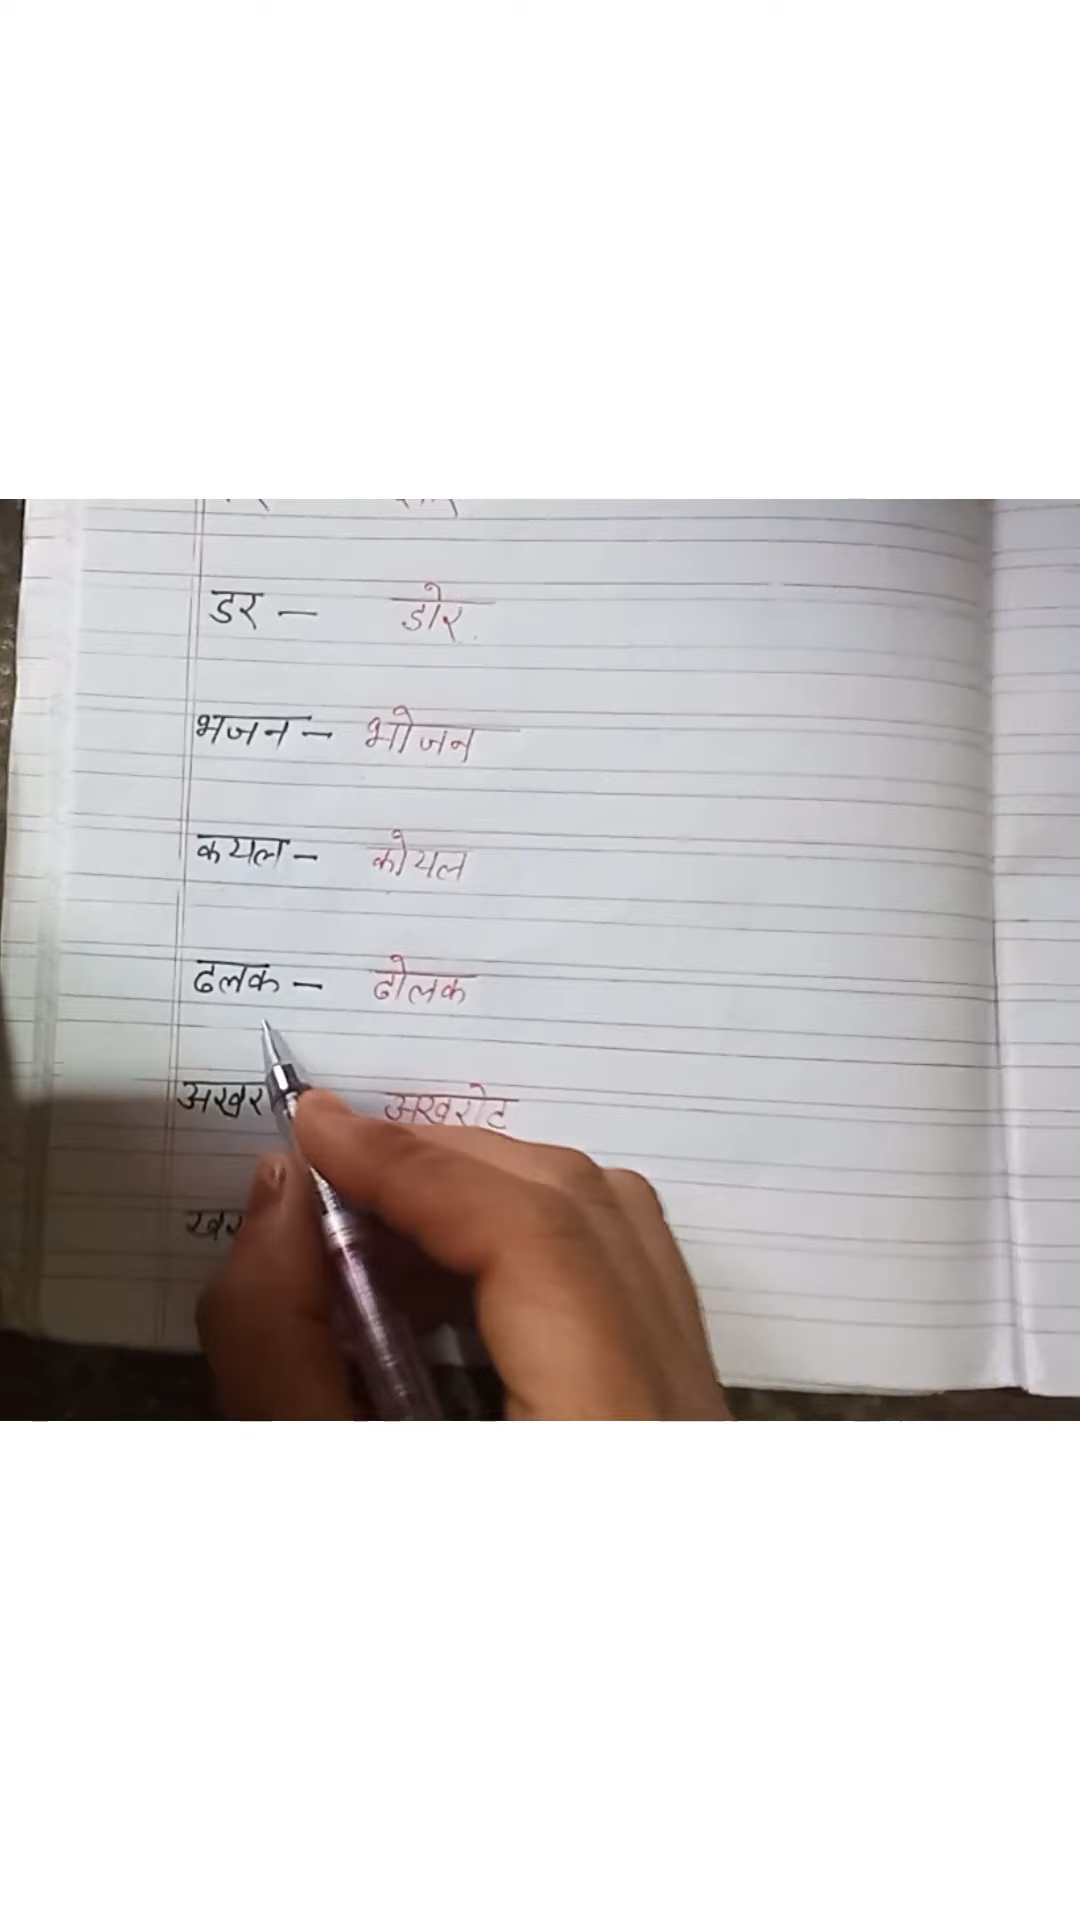 डर – डोर
भजन – भोजन
कयल – कोयल
ढलक – ढोलक
अखर अखरोट